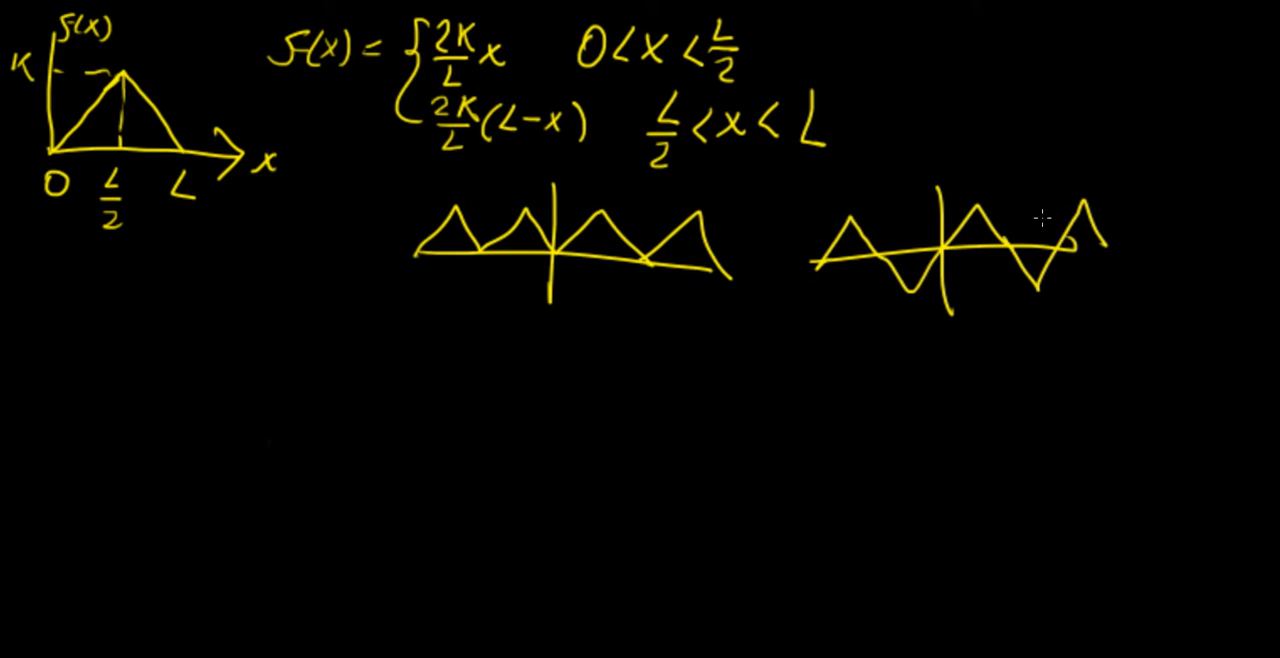 f(x)
K
0 L/2 L x
f(x) = { 2K/L x 0 < x < L/2
2K/L (L-x) L/2 < x < L